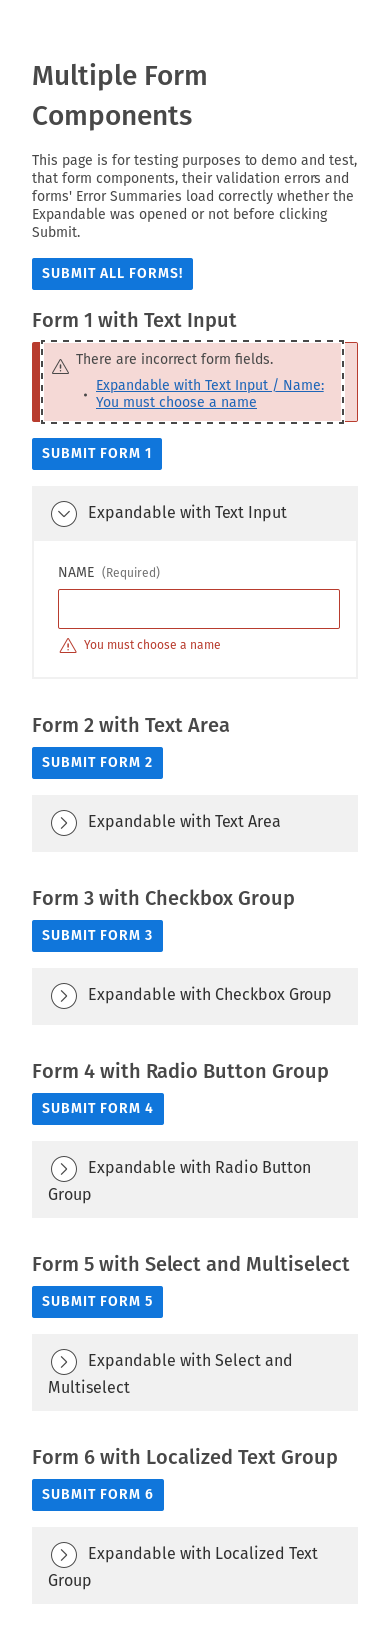 Multiple Form
Components
This page is for testing purposes to demo and test,
that form components, their validation errors and
forms' Error Summaries load correctly whether the
Expandable was opened or not before clicking
Submit.
SUBMIT ALL FORMS!
Form 1 with Text Input
There are incorrect form fields.
• Expandable with Text Input / Name:
You must choose a name
SUBMIT FORM 1
Expandable with Text Input
NAME (Required)
You must choose a name
Form 2 with Text Area
SUBMIT FORM 2
Expandable with Text Area
Form 3 with Checkbox Group
SUBMIT FORM 3
Expandable with Checkbox Group
Form 4 with Radio Button Group
SUBMIT FORM 4
Expandable with Radio Button
Group
Form 5 with Select and Multiselect
SUBMIT FORM 5
Expandable with Select and
Multiselect
Form 6 with Localized Text Group
SUBMIT FORM 6
Expandable with Localized Text
Group